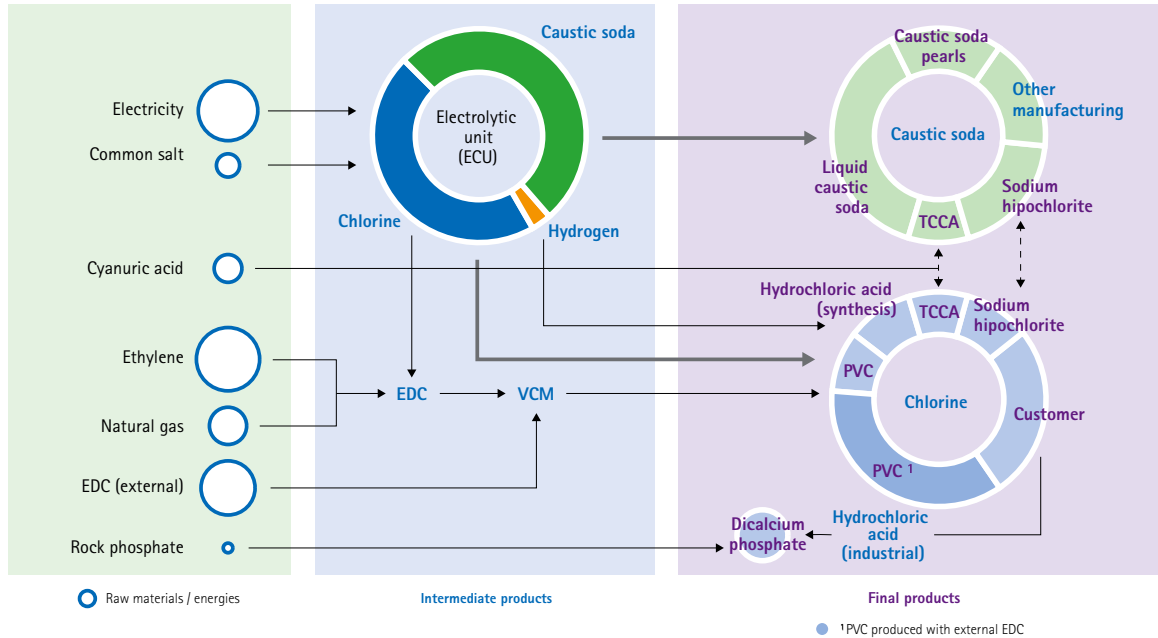 Electricity
Common salt
Cyanuric acid
Ethylene
Natural gas
EDC (external)
Rock phosphate
Raw materials / energies
Caustic soda
Electrolytic
unit
(ECU)
Chlorine
Hydrogen
EDC
VCM
Intermediate products
Caustic soda
pearls
Other
manufacturing
Caustic soda
Liquid
caustic
soda
Sodium
hipochlorite
TCCA
Hydrochloric acid
(synthesis)
TCCA
Sodium
hipochlorite
PVC
Chlorine
Customer
PVC ¹
Dicalcium
phosphate
Hydrochloric
acid
(industrial)
Final products
¹PVC produced with external EDC